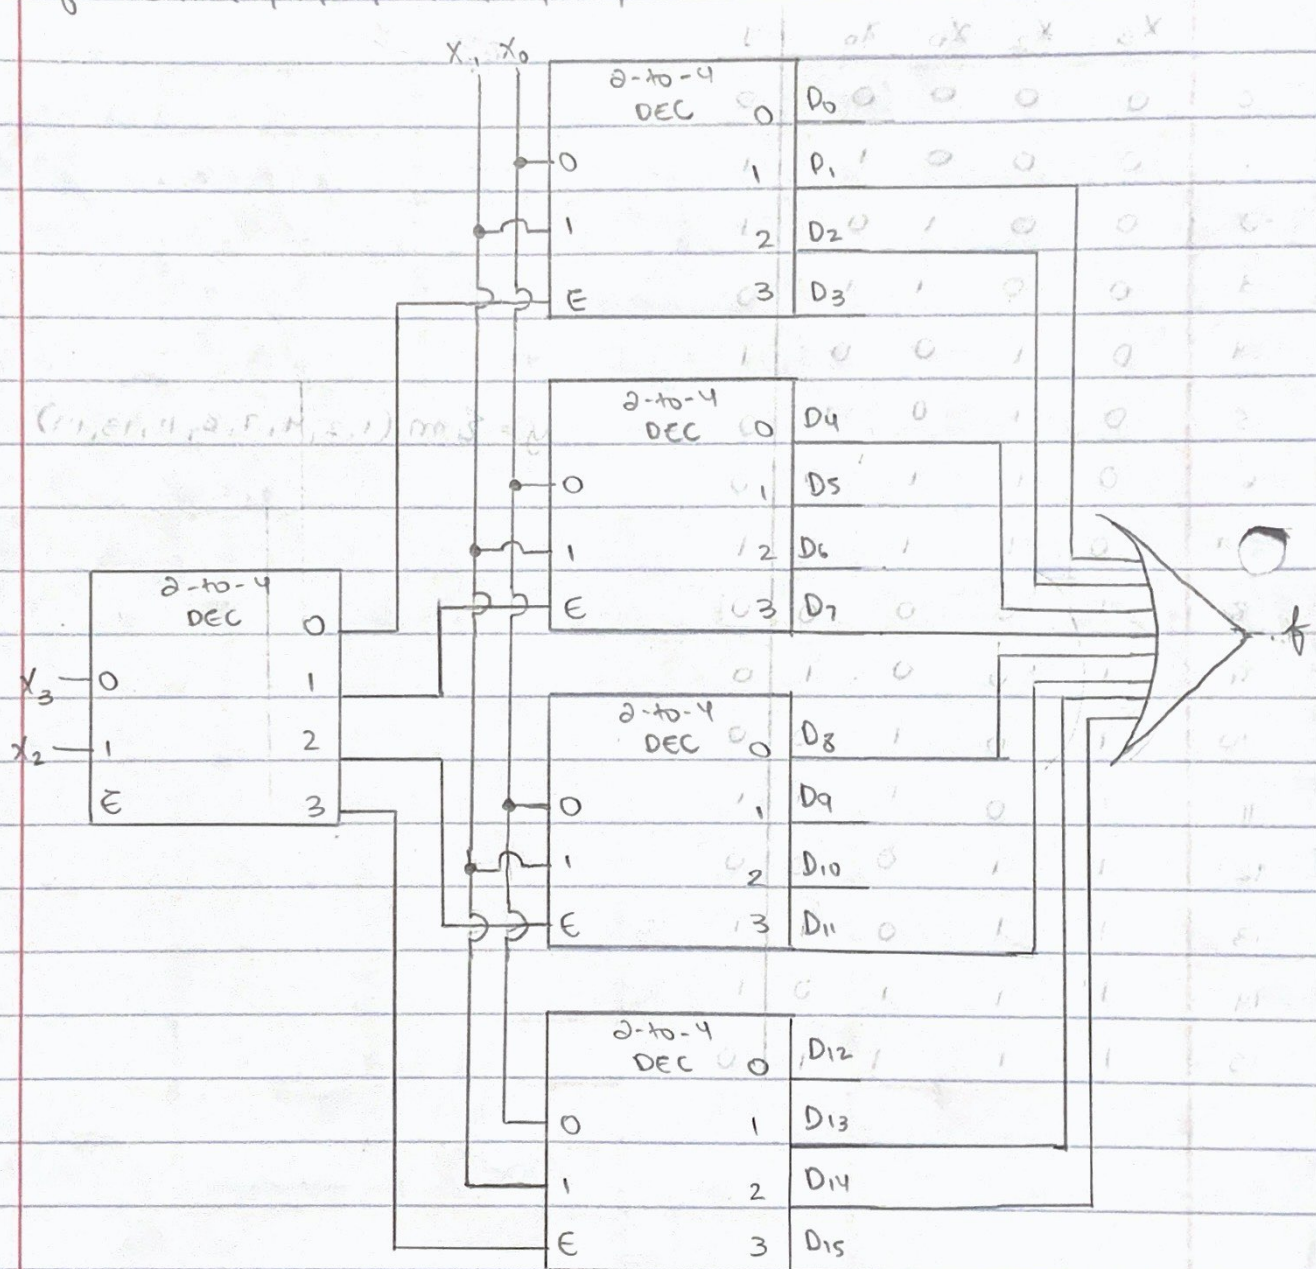 X₁ X₀
2-to-4
DEC
0 D₀
0
1 D₁
1
2 D₂
E
3 D₃
2-to-4
DEC
0 D₄
0
1 D₅
1
2 D₆
E
3 D₇
2-to-4
DEC
0
X₃ 0
1
X₂ 1
2
E
3
f
2-to-4
DEC
0 D₈
0
1 D₉
1
2 D₁₀
E
3 D₁₁
2-to-4
DEC
0 D₁₂
0
1 D₁₃
1
2 D₁₄
E
3 D₁₅